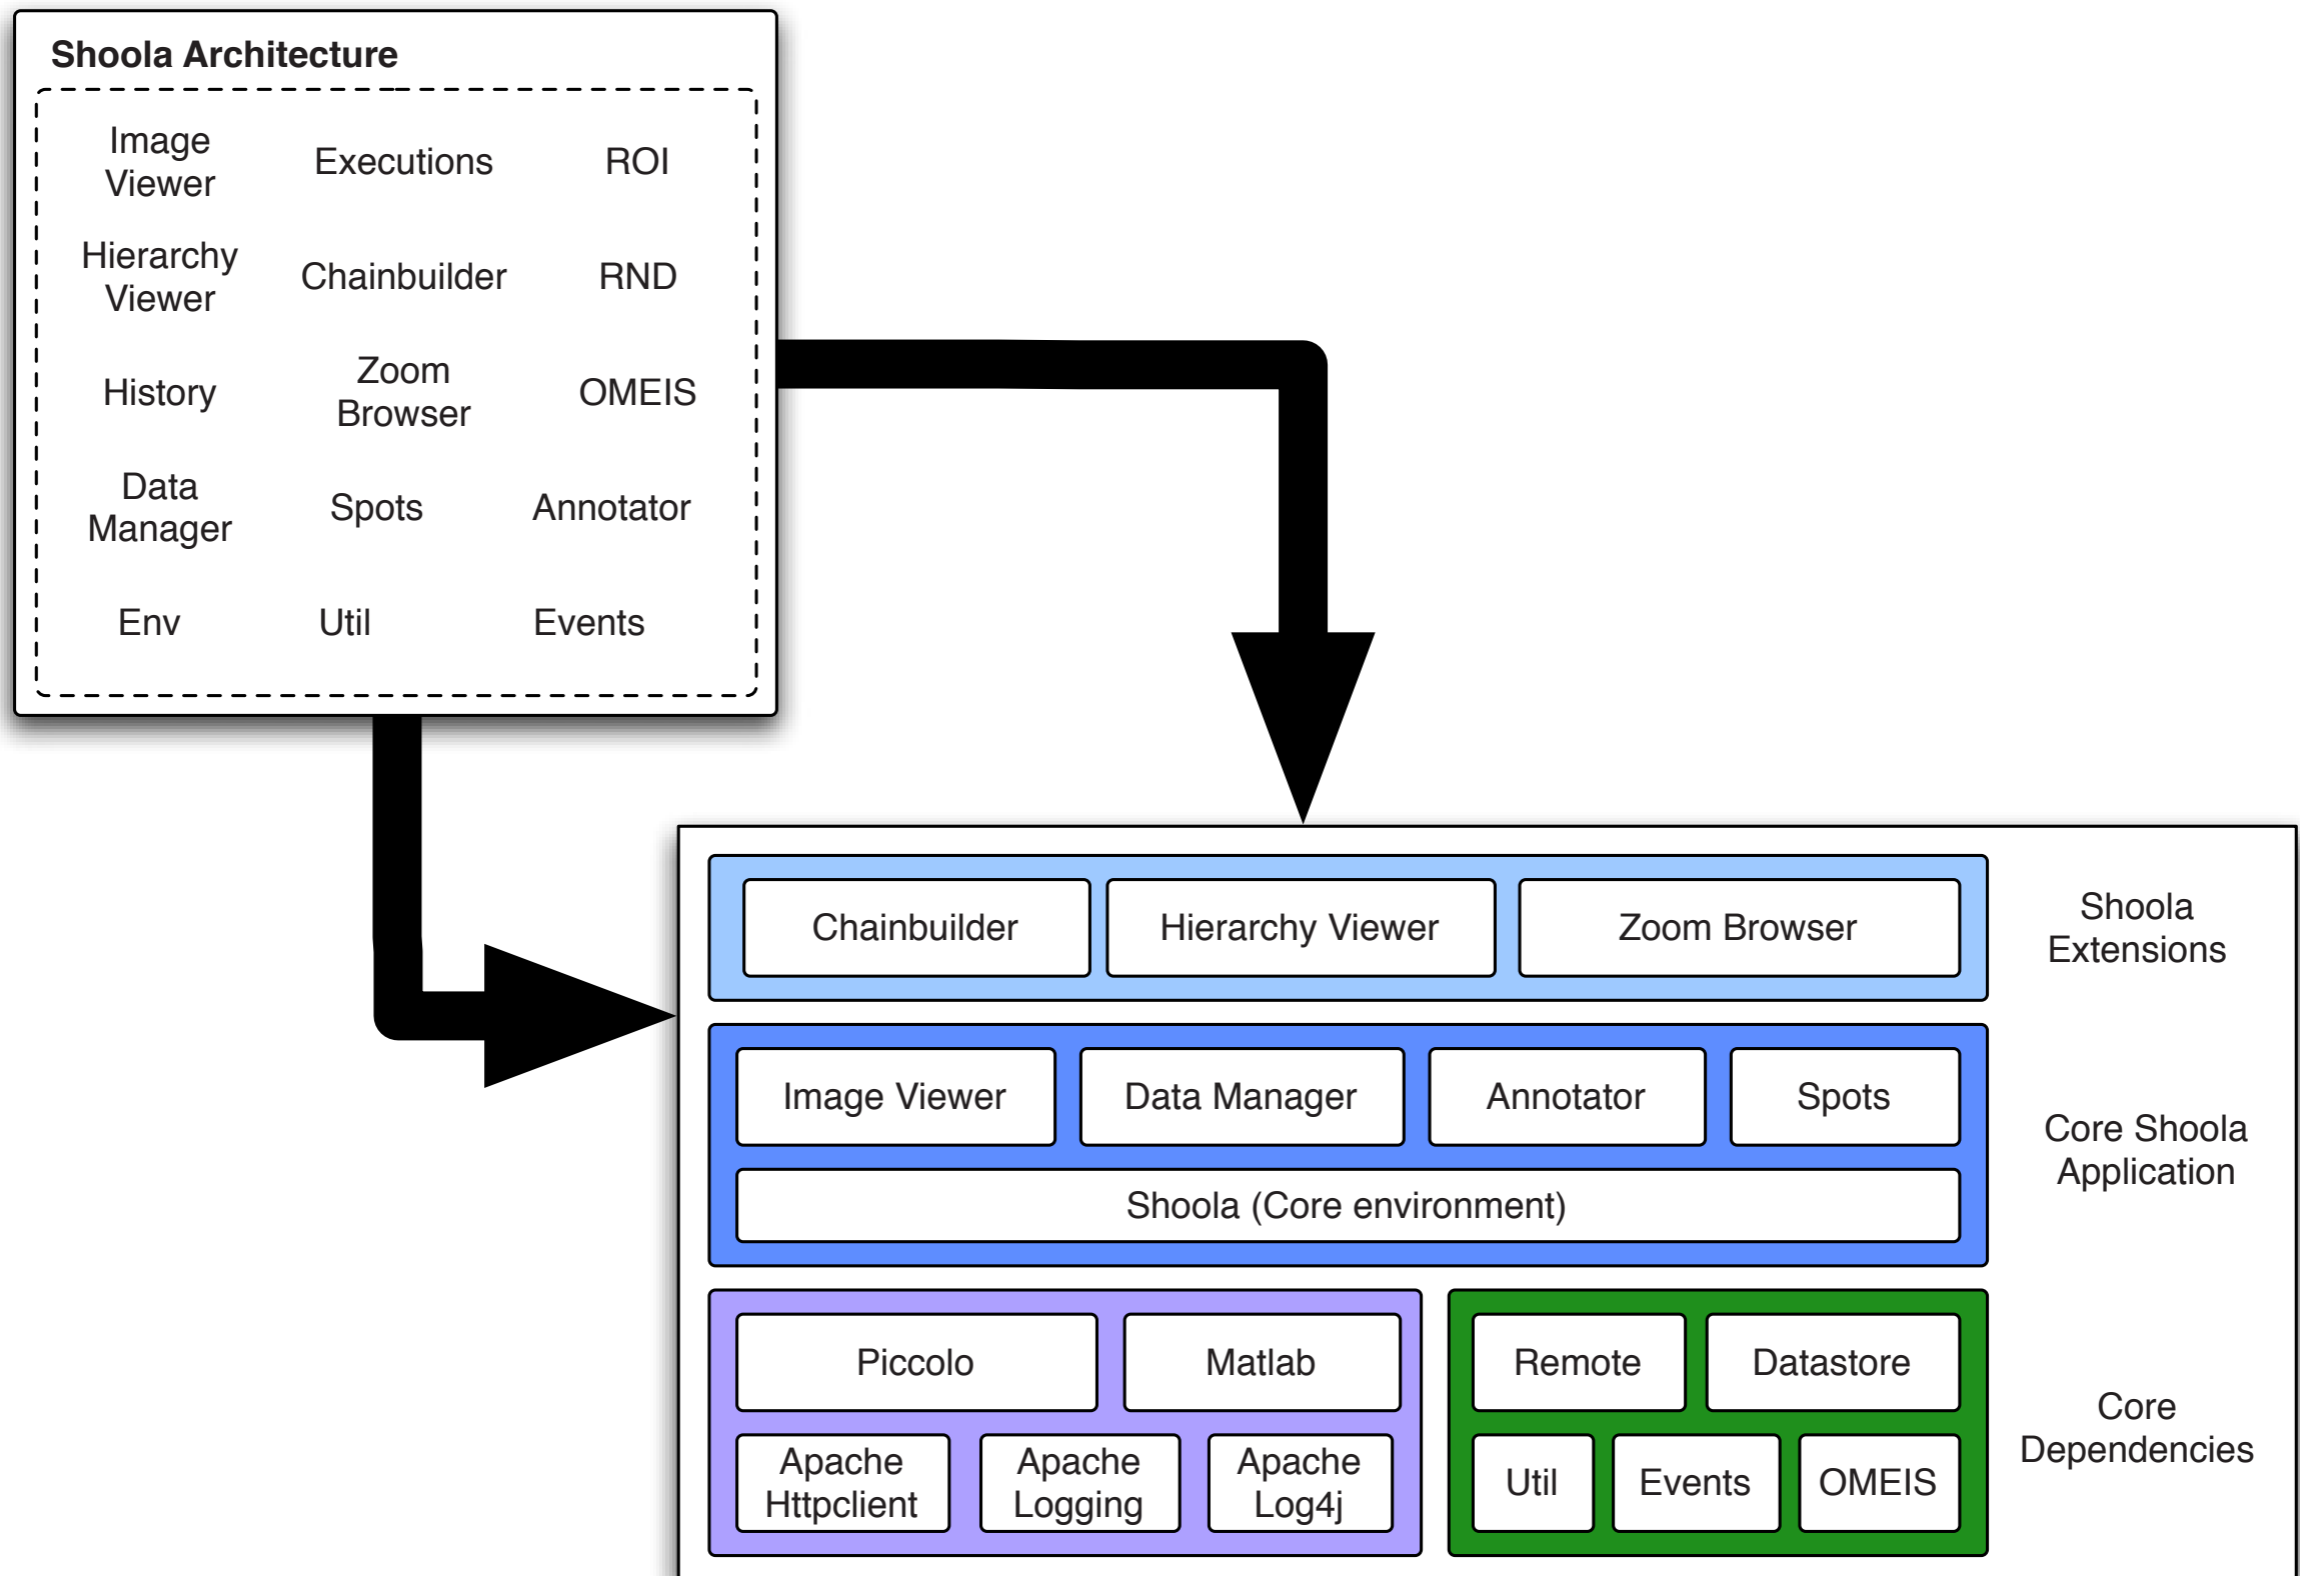 Shoola Architecture
Image
Viewer
Executions
ROI
Hierarchy
Viewer
Chainbuilder
RND
History
Zoom
Browser
OMEIS
Data
Manager
Spots
Annotator
Env
Util
Events
Chainbuilder
Hierarchy Viewer
Zoom Browser
Shoola
Extensions
Image Viewer
Data Manager
Annotator
Spots
Shoola (Core environment)
Core Shoola
Application
Piccolo
Matlab
Apache
Httpclient
Apache
Logging
Apache
Log4j
Remote
Datastore
Util
Events
OMEIS
Core
Dependencies